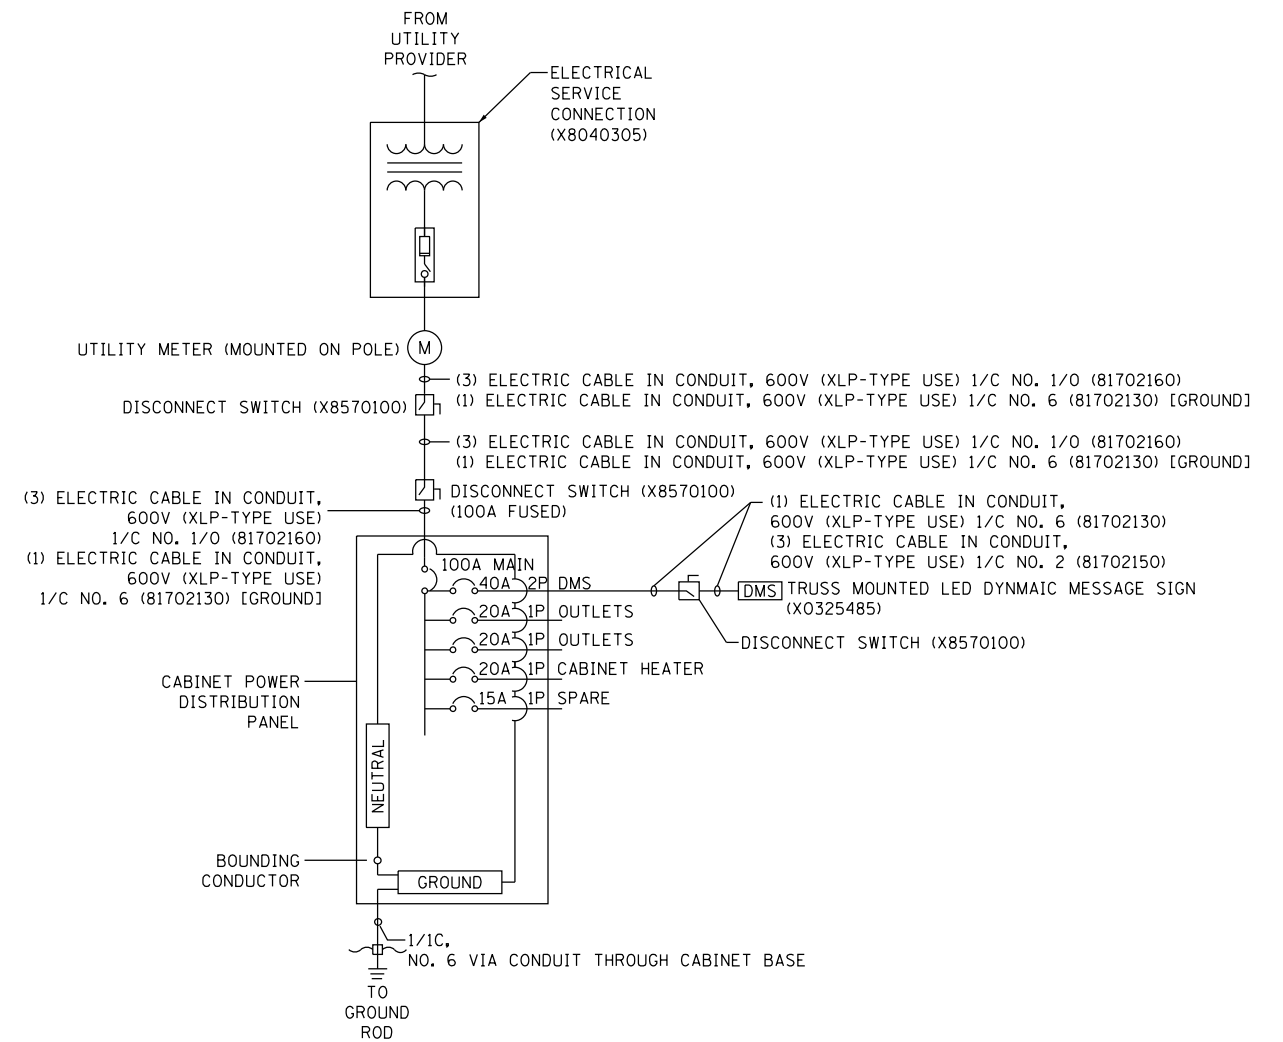 FROM
UTILITY
PROVIDER
ELECTRICAL
SERVICE
CONNECTION
(X8040305)
UTILITY METER (MOUNTED ON POLE)
M
(3) ELECTRIC CABLE IN CONDUIT, 600V (XLP-TYPE USE) 1/C NO. 1/0 (81702160)
(1) ELECTRIC CABLE IN CONDUIT, 600V (XLP-TYPE USE) 1/C NO. 6 (81702130) [GROUND]
DISCONNECT SWITCH (X8570100)
(3) ELECTRIC CABLE IN CONDUIT, 600V (XLP-TYPE USE) 1/C NO. 1/0 (81702160)
(1) ELECTRIC CABLE IN CONDUIT, 600V (XLP-TYPE USE) 1/C NO. 6 (81702130) [GROUND]
DISCONNECT SWITCH (X8570100)
(100A FUSED)
(3) ELECTRIC CABLE IN CONDUIT,
600V (XLP-TYPE USE)
1/C NO. 1/0 (81702160)
(1) ELECTRIC CABLE IN CONDUIT,
600V (XLP-TYPE USE)
1/C NO. 6 (81702130) [GROUND]
(1) ELECTRIC CABLE IN CONDUIT,
600V (XLP-TYPE USE) 1/C NO. 6 (81702130)
(3) ELECTRIC CABLE IN CONDUIT,
600V (XLP-TYPE USE) 1/C NO. 2 (81702150)
100A MAIN
40A 2P DMS
DMS
TRUSS MOUNTED LED DYNMAIC MESSAGE SIGN
(X0325485)
20A 1P OUTLETS
DISCONNECT SWITCH (X8570100)
20A 1P OUTLETS
20A 1P CABINET HEATER
15A 1P SPARE
CABINET POWER
DISTRIBUTION
PANEL
NEUTRAL
BOUNDING
CONDUCTOR
GROUND
1/1C,
NO. 6 VIA CONDUIT THROUGH CABINET BASE
TO
GROUND
ROD